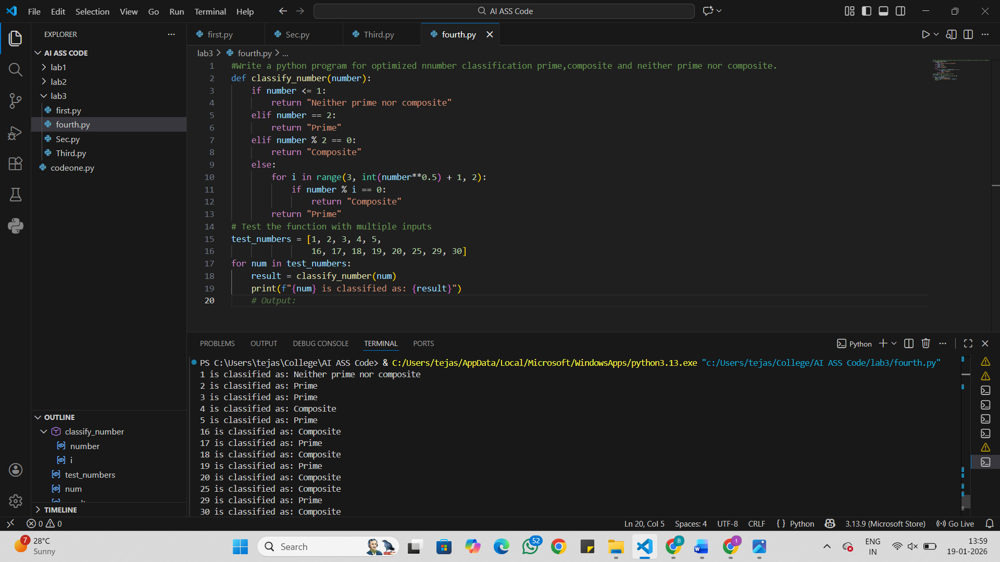 File Edit Selection View Go Run Terminal Help
AI ASS Code
EXPLORER
AI ASS CODE
lab1
lab2
lab3
first.py
fourth.py
Sec.py
Third.py
codeone.py
OUTLINE
classify_number
number
i
test_numbers
num
TIMELINE
first.py Sec.py Third.py fourth.py
lab3 > fourth.py > ...
1 #Write a python program for optimized nnumber classification prime,composite and neither prime nor composite.
2 def classify_number(number):
3 if number <= 1:
4 return "Neither prime nor composite"
5 elif number == 2:
6 return "Prime"
7 elif number % 2 == 0:
8 return "Composite"
9 else:
10 for i in range(3, int(number**0.5) + 1, 2):
11 if number % i == 0:
12 return "Composite"
13 return "Prime"
14 # Test the function with multiple inputs
15 test_numbers = [1, 2, 3, 4, 5,
16 16, 17, 18, 19, 20, 25, 29, 30]
17 for num in test_numbers:
18 result = classify_number(num)
19 print(f"{num} is classified as: {result}")
20 # Output:
PROBLEMS OUTPUT DEBUG CONSOLE TERMINAL PORTS
Python
PS C:\Users\tejas\College\AI ASS Code> & C:/Users/tejas/AppData/Local/Microsoft/WindowsApps/python3.13.exe "c:/Users/tejas/College/AI ASS Code/lab3/fourth.py"
1 is classified as: Neither prime nor composite
2 is classified as: Prime
3 is classified as: Prime
4 is classified as: Composite
5 is classified as: Prime
16 is classified as: Composite
17 is classified as: Prime
18 is classified as: Composite
19 is classified as: Prime
20 is classified as: Composite
25 is classified as: Composite
29 is classified as: Prime
30 is classified as: Composite
0 0
Ln 20, Col 5 Spaces: 4 UTF-8 CRLF {} Python 3.13.9 (Microsoft Store) Go Live
7 28°C
Sunny
Search
52
B
t
ENG
IN
13:59
19-01-2026